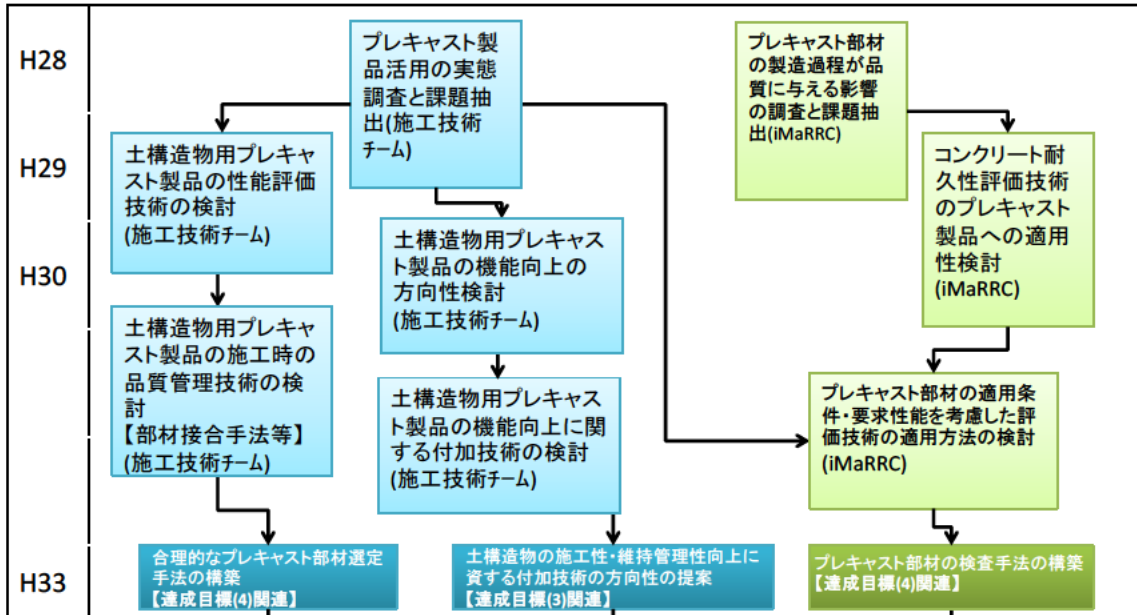 H28
H29
H30
H33
プレキャスト製
品活用の実態
調査と課題抽
出(施工技術
チーム)
土構造物用プレキャ
スト製品の性能評価
技術の検討
(施工技術チーム)
土構造物用プレキャ
スト製品の施工時の
品質管理技術の検
討
【部材接合手法等】
(施工技術チーム)
土構造物用プレキャス
ト製品の機能向上の
方向性検討
(施工技術チーム)
土構造物用プレキャス
ト製品の機能向上に関
する付加技術の検討
(施工技術チーム)
プレキャスト部材
の製造過程が品
質に与える影響
の調査と課題抽
出(iMaRRC)
コンクリート耐
久性評価技術
のプレキャスト
製品への適用
性検討
(iMaRRC)
プレキャスト部材の適用条
件・要求性能を考慮した評
価技術の適用方法の検討
(iMaRRC)
合理的なプレキャスト部材選定
手法の構築
【達成目標(4)関連】
土構造物の施工性・維持管理性向上に
資する付加技術の方向性の提案
【達成目標(3)関連】
プレキャスト部材の検査手法の構築
【達成目標(4)関連】